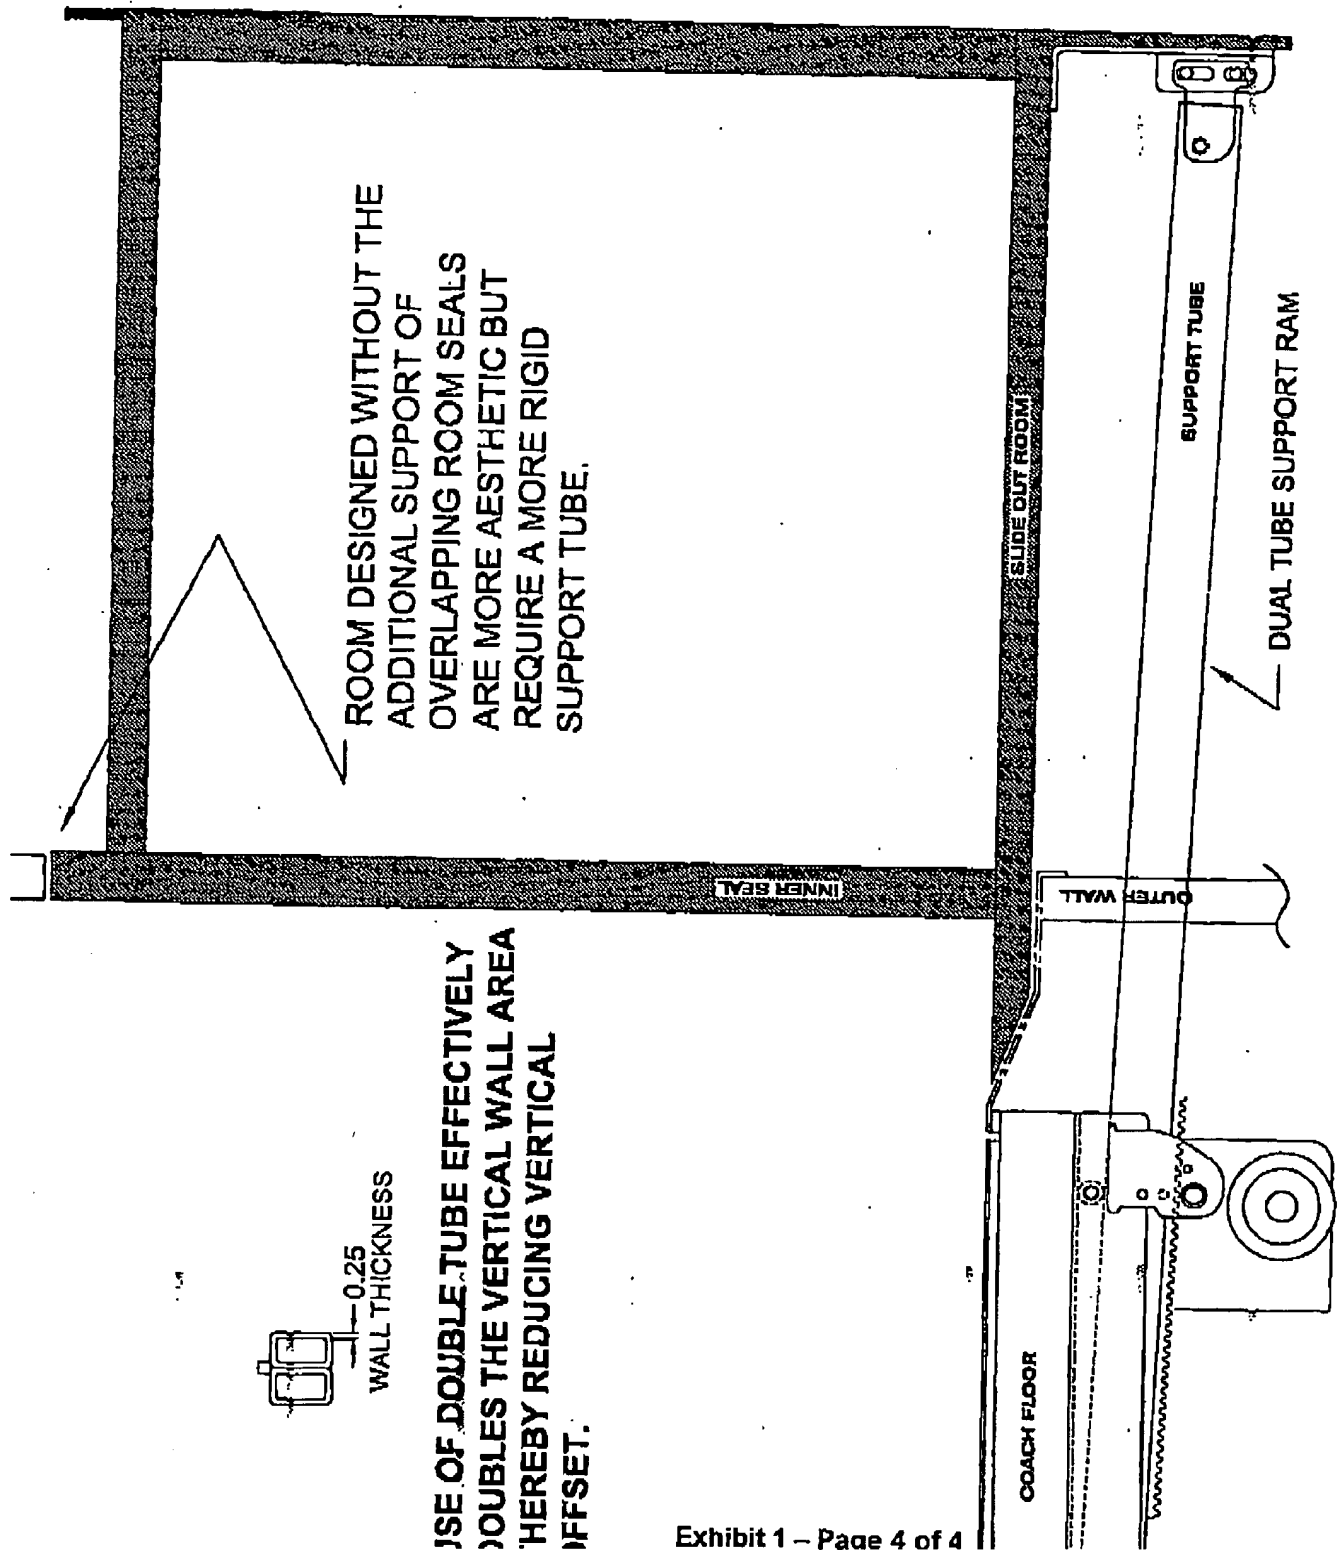 ROOM DESIGNED WITHOUT THE
ADDITIONAL SUPPORT OF
OVERLAPPING ROOM SEALS
ARE MORE AESTHETIC BUT
REQUIRE A MORE RIGID
SUPPORT TUBE.
0.25
WALL THICKNESS
USE OF DOUBLE TUBE EFFECTIVELY
DOUBLES THE VERTICAL WALL AREA
THEREBY REDUCING VERTICAL
OFFSET.
INNER SEAL
SLIDE OUT ROOM
OUTER WALL
SUPPORT TUBE
DUAL TUBE SUPPORT RAM
COACH FLOOR
Exhibit 1 – Page 4 of 4